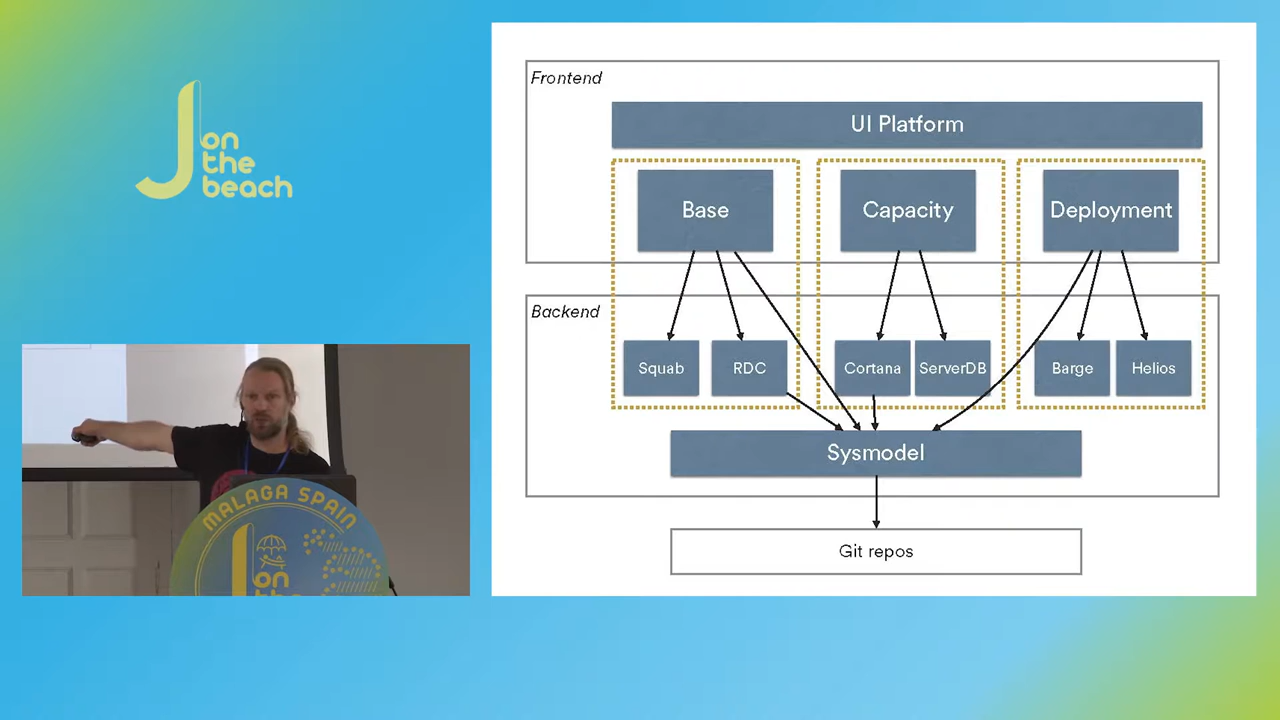 J on
the
beach
Frontend
UI Platform
Base
Capacity
Deployment
Backend
Squab
RDC
Cortana
ServerDB
Barge
Helios
Sysmodel
Git repos
MALAGA SPAIN
J
on